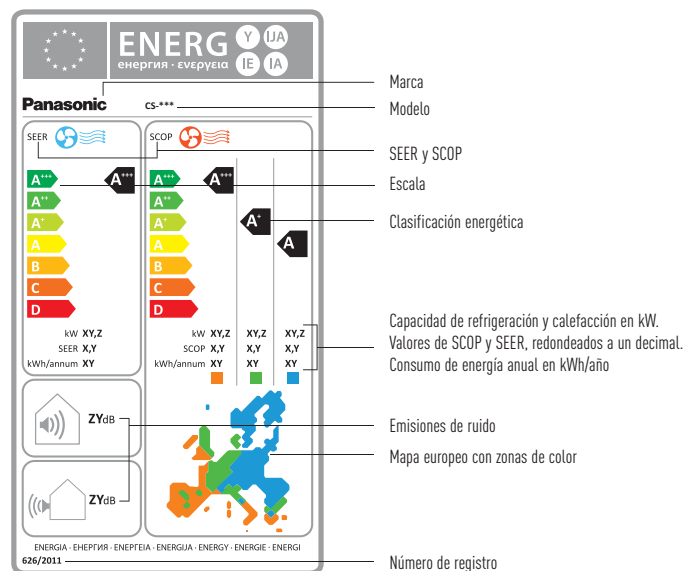 ENERG Y IJA
енергия · ενεργεια IE IA
Marca
Panasonic CS-***
Modelo
SEER SCOP
SEER y SCOP
A+++ A+++ A+++ A+++
Escala
A++ A++
A+ A+ A+
Clasificación energética
A A A
B B
C C
D D
kW XY,Z kW XY,Z XY,Z XY,Z
SEER X,Y SCOP X,Y X,Y X,Y
kWh/annum XY kWh/annum XY XY XY
Capacidad de refrigeración y calefacción en kW.
Valores de SCOP y SEER, redondeados a un decimal.
Consumo de energía anual en kWh/año
ZYdB
Emisiones de ruido
Mapa europeo con zonas de color
ZYdB
ENERGIA · ЕНЕРГИЯ · ΕΝΕΡΓΕΙΑ · ENERGIJA · ENERGY · ENERGIE · ENERGI
626/2011
Número de registro